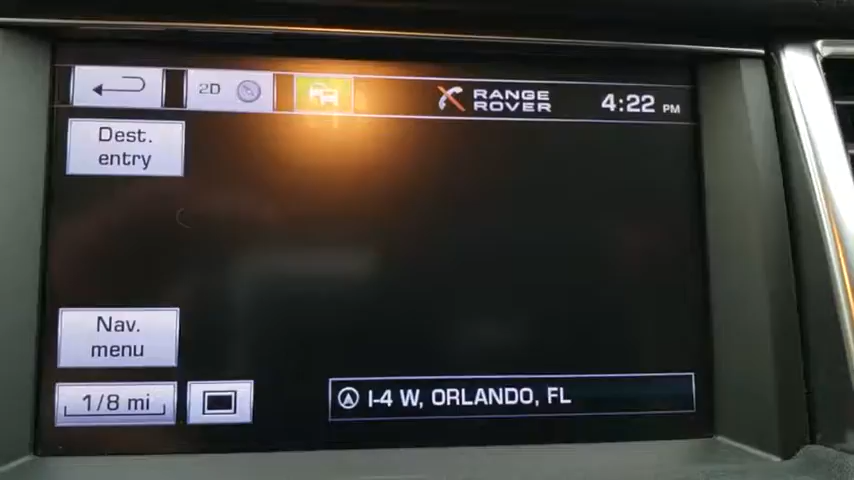 2D
RANGE
ROVER
4:22 PM
Dest.
entry
Nav.
menu
1/8 mi
I-4 W, ORLANDO, FL